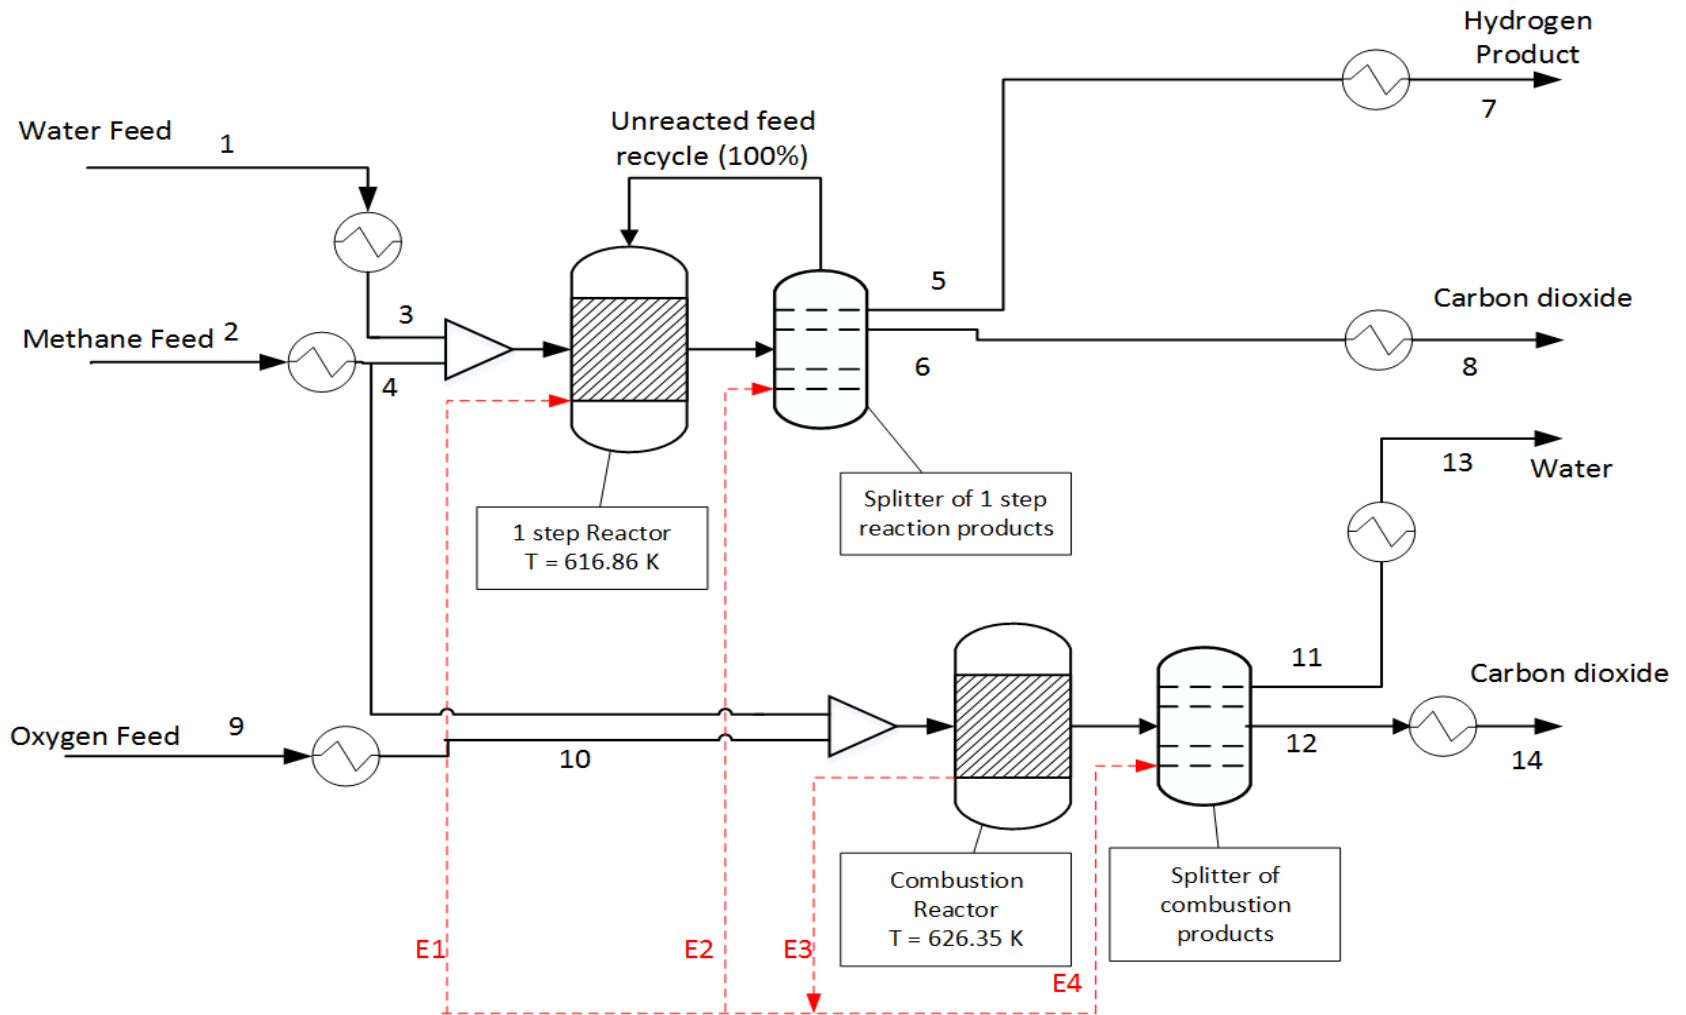 Hydrogen
Product
7
Water Feed
1
Unreacted feed
recycle (100%)
5
Carbon dioxide
3
Methane Feed
2
4
6
8
13
Water
Splitter of 1 step
reaction products
1 step Reactor
T = 616.86 K
11
Carbon dioxide
Oxygen Feed
9
10
12
14
Combustion
Reactor
T = 626.35 K
Splitter of
combustion
products
E1
E2
E3
E4